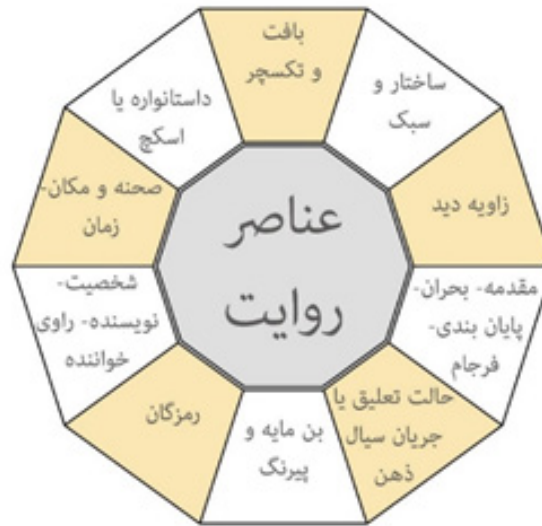 عناصر
روایت
بافت
و تکسچر
ساختار و
سبک
زاویه دید
مقدمه- بحران-
پایان بندی-
فرجام
حالت تعلیق یا
جریان سیال
ذهن
بن مایه و
پیرنگ
رمزگان
شخصیت-
نویسنده- راوی
خواننده
صحنه و مکان-
زمان
داستانواره یا
اسکچ